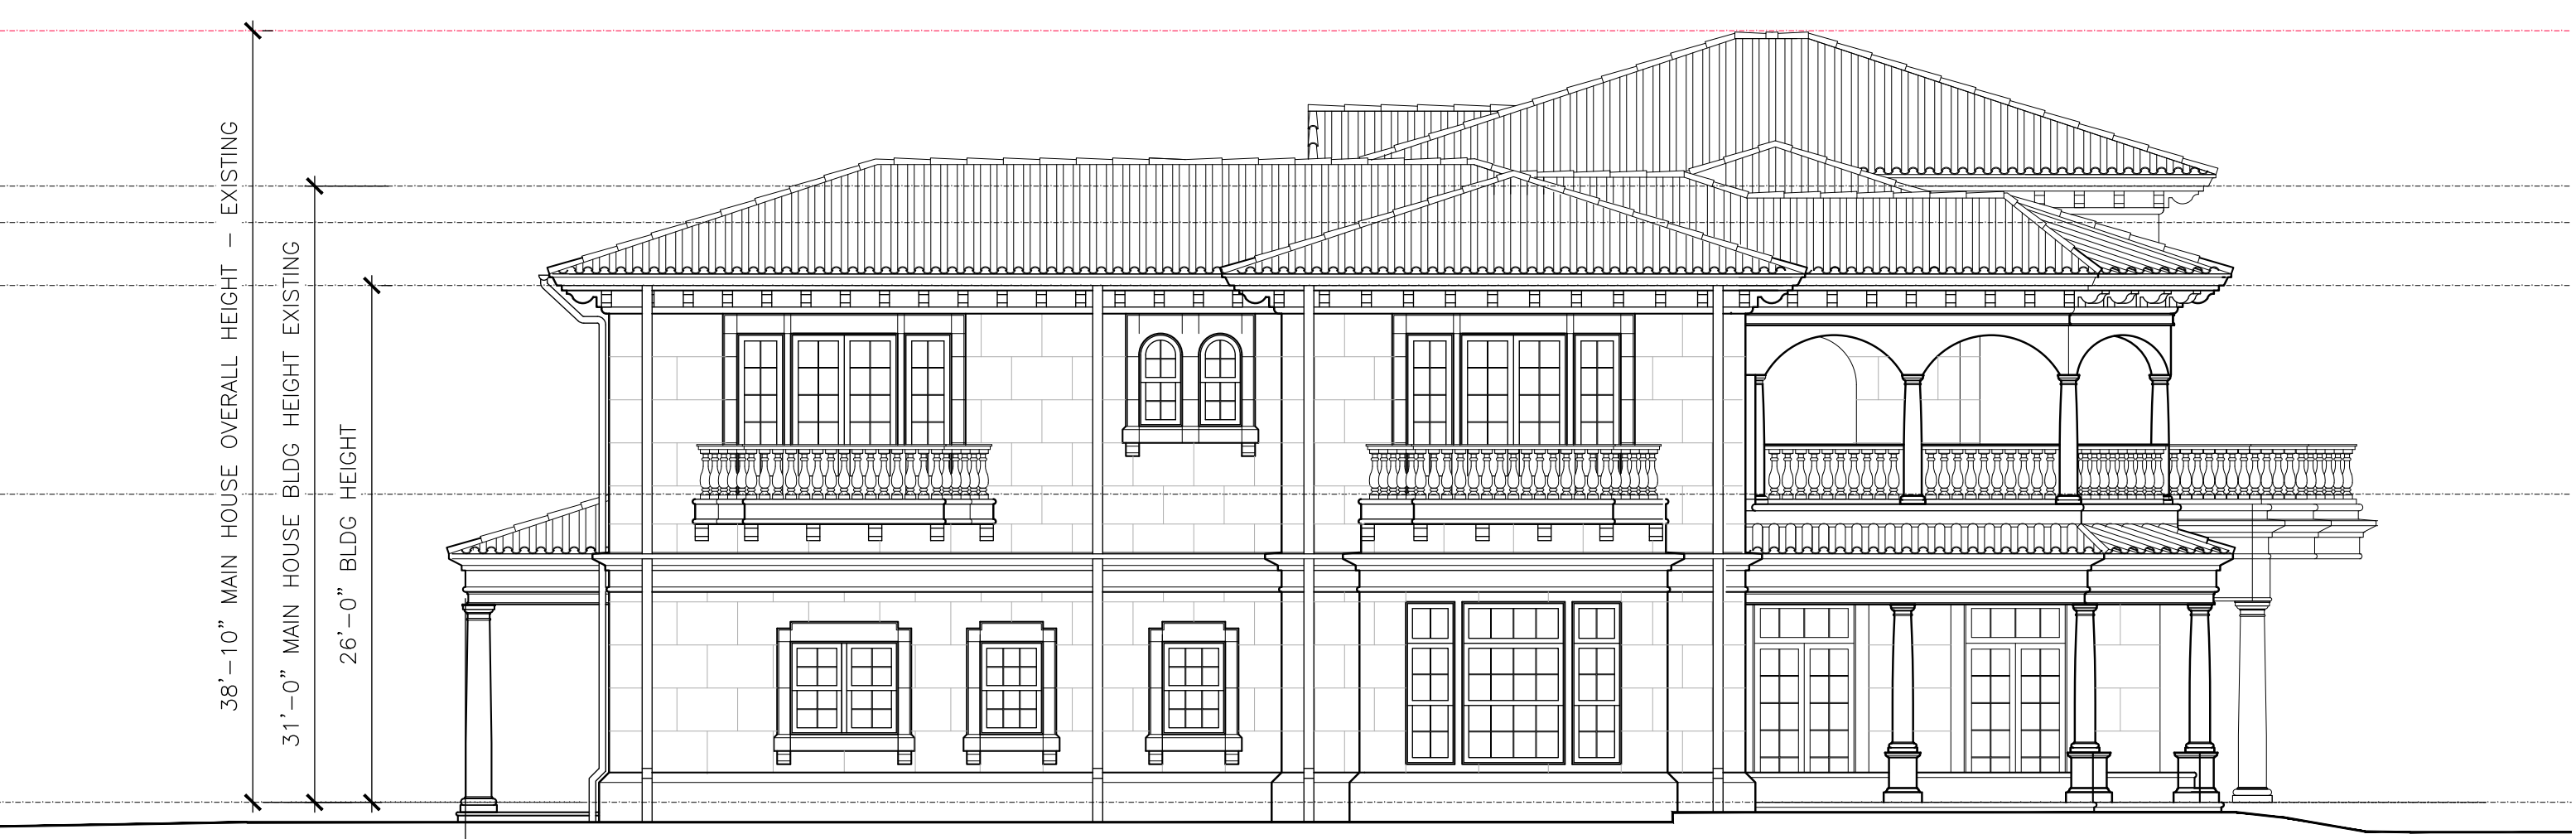 38'-10" MAIN HOUSE OVERALL HEIGHT - EXISTING
31'-0" MAIN HOUSE BLDG HEIGHT EXISTING
26'-0" BLDG HEIGHT